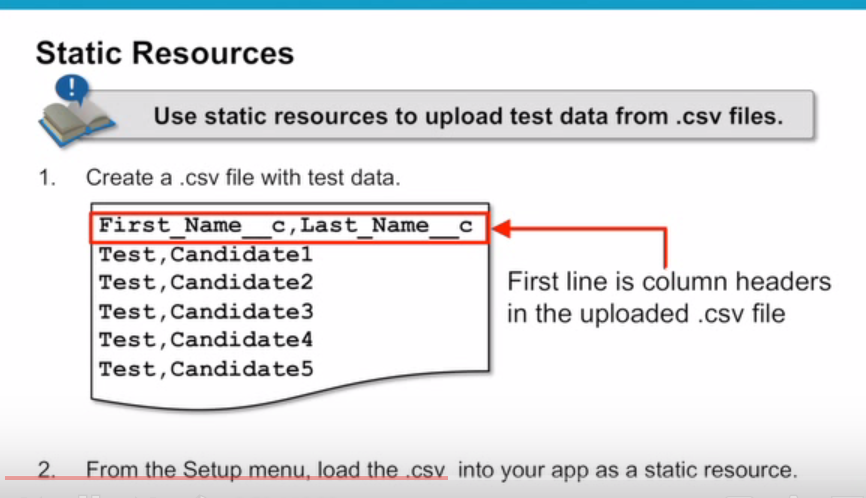 Static Resources
!
Use static resources to upload test data from .csv files.
1. Create a .csv file with test data.
First_Name__c,Last_Name__c
Test,Candidate1
Test,Candidate2
Test,Candidate3
Test,Candidate4
Test,Candidate5
First line is column headers
in the uploaded .csv file
2. From the Setup menu, load the .csv into your app as a static resource.